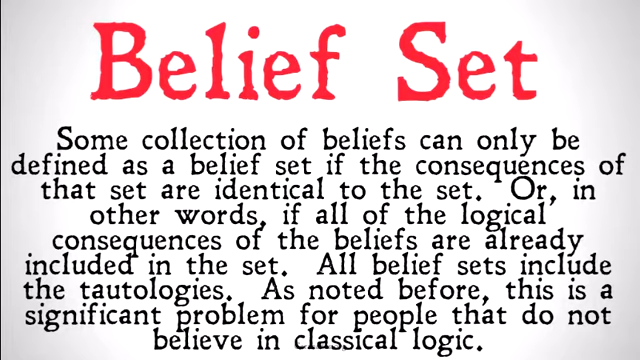 Belief Set
Some collection of beliefs can only be
defined as a belief set if the consequences of
that set are identical to the set.  Or, in
other words, if all of the logical
consequences of the beliefs are already
included in the set.  All belief sets include
the tautologies.  As noted before, this is a
significant problem for people that do not
believe in classical logic.